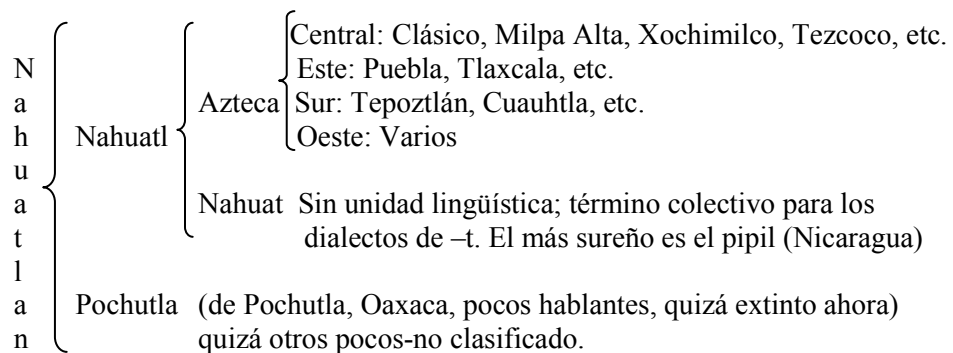 Nahuatlan
Nahuatl
Azteca
Central: Clásico, Milpa Alta, Xochimilco, Tezcoco, etc.
Este: Puebla, Tlaxcala, etc.
Sur: Tepoztlán, Cuauhtla, etc.
Oeste: Varios
Nahuat Sin unidad lingüística; término colectivo para los
dialectos de –t. El más sureño es el pipil (Nicaragua)
Pochutla (de Pochutla, Oaxaca, pocos hablantes, quizá extinto ahora)
quizá otros pocos-no clasificado.